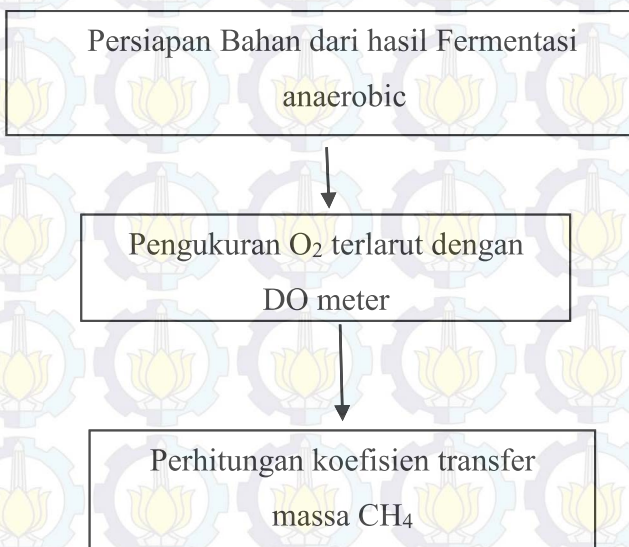 Persiapan Bahan dari hasil Fermentasi
anaerobic
Pengukuran O₂ terlarut dengan
DO meter
Perhitungan koefisien transfer
massa CH₄